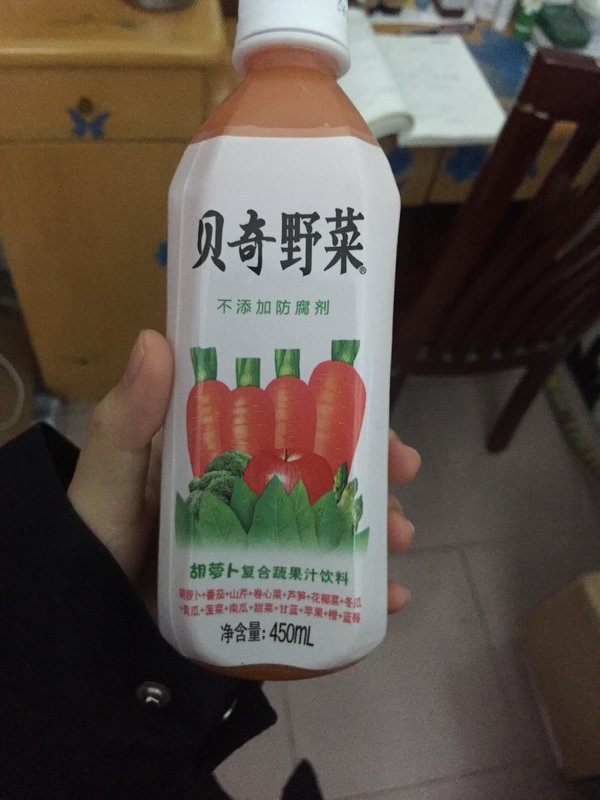 贝奇野菜®
不添加防腐剂
胡萝卜复合蔬果汁饮料
胡萝卜+番茄+山芹+卷心菜+芦笋+花椰菜+冬瓜
+青瓜+菠菜+南瓜+甜菜+甘蓝+苹果+橙+蓝莓
净含量:450mL